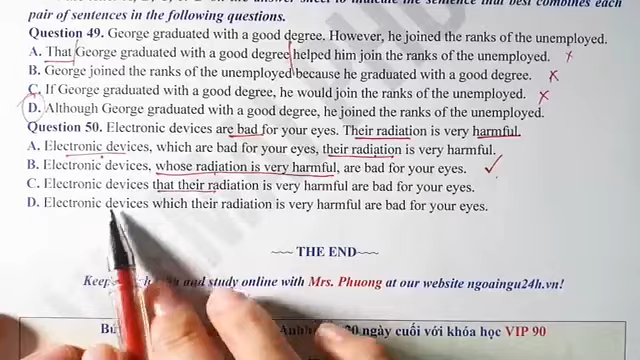 pair of sentences in the following questions.
Question 49. George graduated with a good degree. However, he joined the ranks of the unemployed.
A. That George graduated with a good degree helped him join the ranks of the unemployed.
B. George joined the ranks of the unemployed because he graduated with a good degree.
C. If George graduated with a good degree, he would join the ranks of the unemployed.
D. Although George graduated with a good degree, he joined the ranks of the unemployed.
Question 50. Electronic devices are bad for your eyes. Their radiation is very harmful.
A. Electronic devices, which are bad for your eyes, their radiation is very harmful.
B. Electronic devices, whose radiation is very harmful, are bad for your eyes.
C. Electronic devices that their radiation is very harmful are bad for your eyes.
D. Electronic devices which their radiation is very harmful are bad for your eyes.
~~~ THE END ~~~
and study online with Mrs. Phuong at our website ngoaingu24h.vn!
ngày cuối với khóa học VIP 90